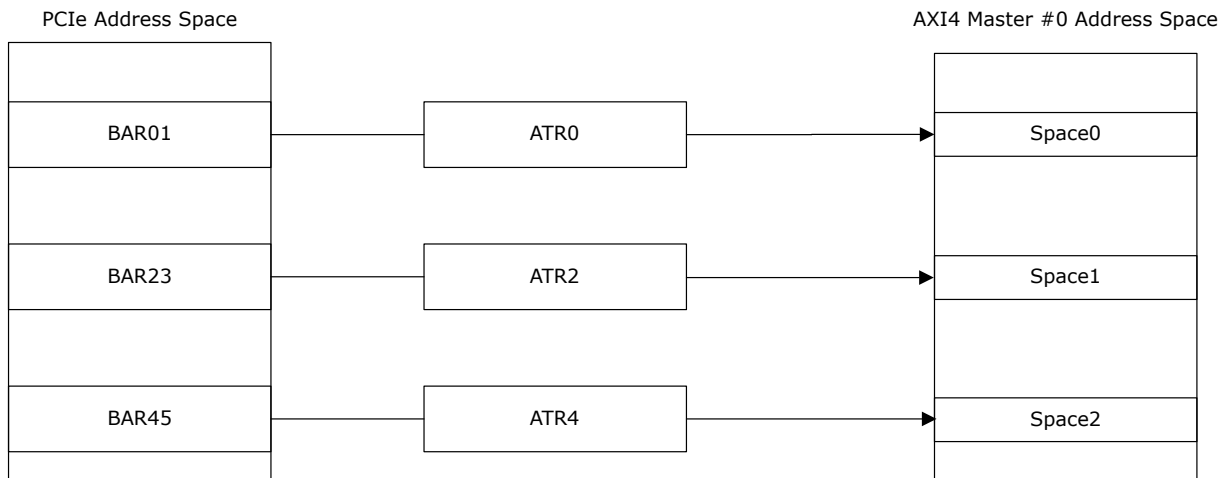 PCIe Address Space
AXI4 Master #0 Address Space
BAR01
ATR0
Space0
BAR23
ATR2
Space1
BAR45
ATR4
Space2